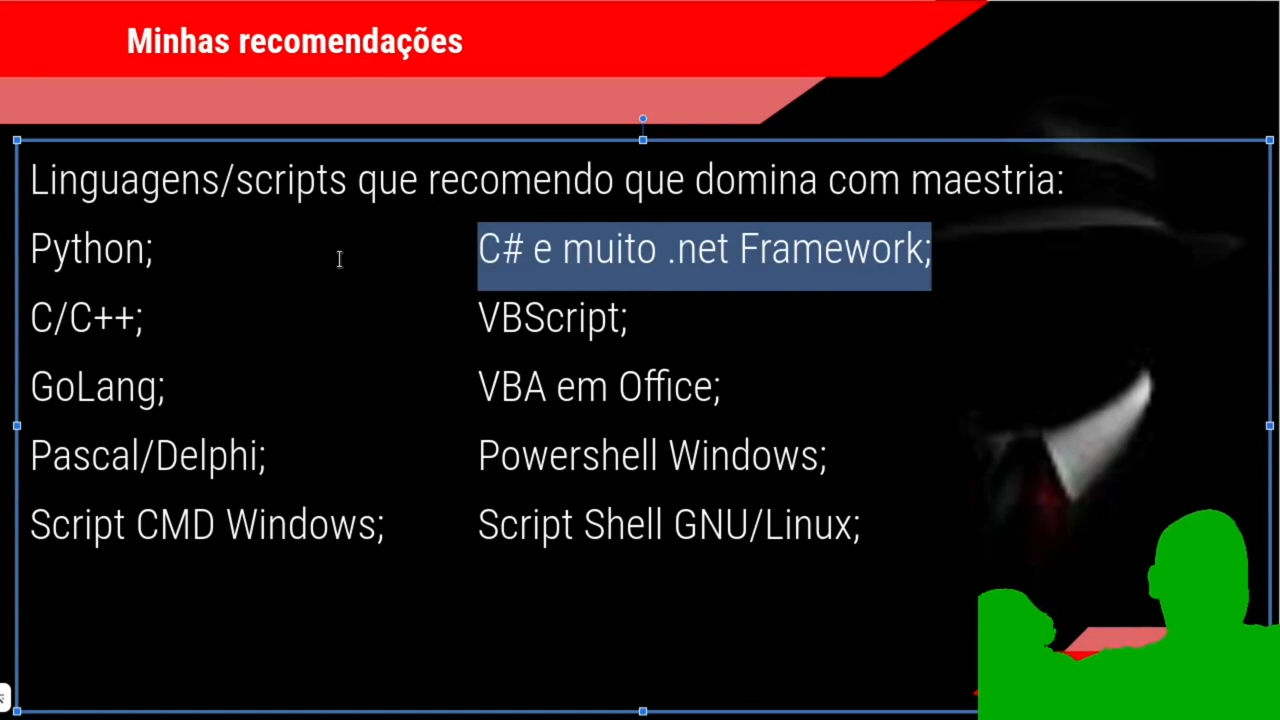 Minhas recomendações
Linguagens/scripts que recomendo que domina com maestria:
Python; C# e muito .net Framework;
C/C++; VBScript;
GoLang; VBA em Office;
Pascal/Delphi; Powershell Windows;
Script CMD Windows; Script Shell GNU/Linux;